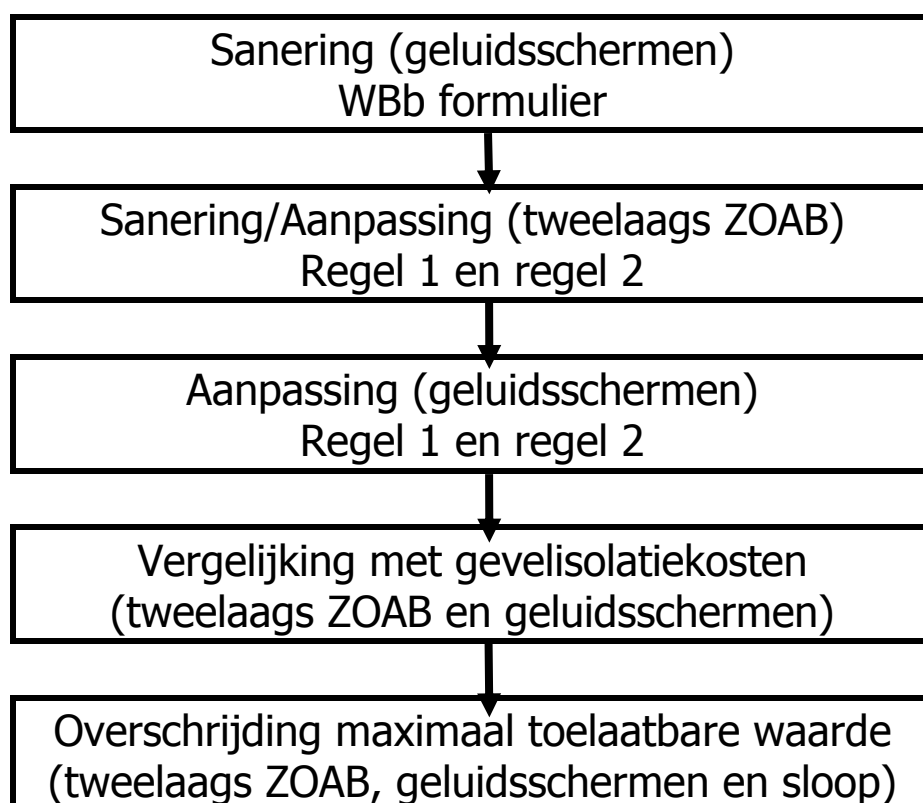 Sanering (geluidsschermen)
WBb formulier
Sanering/Aanpassing (tweelaags ZOAB)
Regel 1 en regel 2
Aanpassing (geluidsschermen)
Regel 1 en regel 2
Vergelijking met gevelisolatiekosten
(tweelaags ZOAB en geluidsschermen)
Overschrijding maximaal toelaatbare waarde
(tweelaags ZOAB, geluidsschermen en sloop)